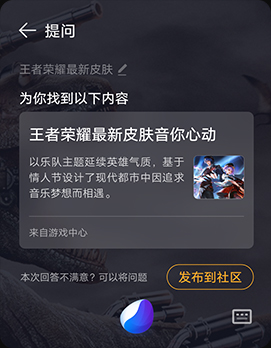 提问
王者荣耀最新皮肤
为你找到以下内容
王者荣耀最新皮肤音你心动
以乐队主题延续英雄气质，基于
情人节设计了现代都市中因追求
音乐梦想而相遇。
来自游戏中心
本次回答不满意？可以将问题
发布到社区